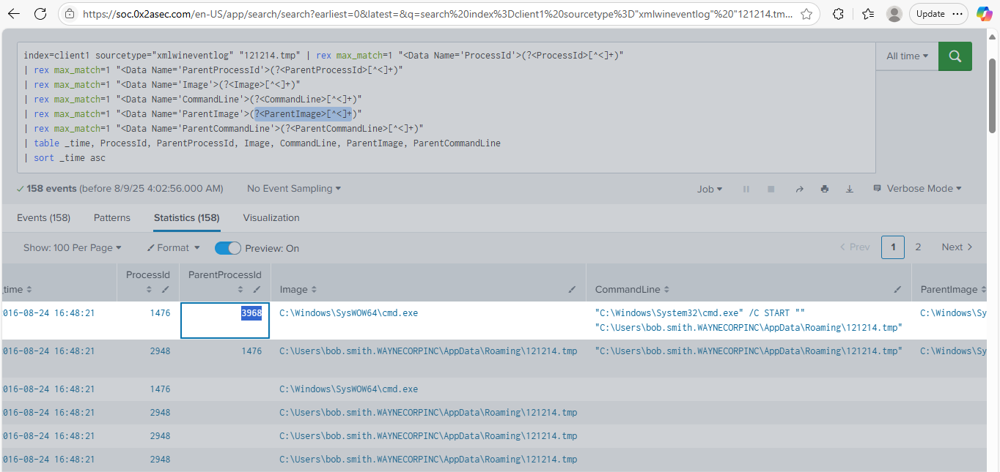 https://soc.0x2asec.com/en-US/app/search/search?earliest=0&latest=&q=search%20index%3Dclient1%20sourcetype%3D"xmlwineventlog"%20"121214.tm...
Update
index=client1 sourcetype="xmlwineventlog" "121214.tmp" | rex max_match=1 "<Data Name='ProcessId'>(?<ProcessId>[^<]+)"
| rex max_match=1 "<Data Name='ParentProcessId'>(?<ParentProcessId>[^<]+)"
| rex max_match=1 "<Data Name='Image'>(?<Image>[^<]+)"
| rex max_match=1 "<Data Name='CommandLine'>(?<CommandLine>[^<]+)"
| rex max_match=1 "<Data Name='ParentImage'>(?<ParentImage>[^<]+)"
| rex max_match=1 "<Data Name='ParentCommandLine'>(?<ParentCommandLine>[^<]+)"
| table _time, ProcessId, ParentProcessId, Image, CommandLine, ParentImage, ParentCommandLine
| sort _time asc
All time
158 events (before 8/9/25 4:02:56.000 AM) No Event Sampling Job Verbose Mode
Events (158) Patterns Statistics (158) Visualization
Show: 100 Per Page Format Preview: On < Prev 1 2 Next >
_time ProcessId ParentProcessId Image CommandLine ParentImage
016-08-24 16:48:21 1476 3968 C:\Windows\SysWOW64\cmd.exe "C:\Windows\System32\cmd.exe" /C START "" C:\Windows\Sy
"C:\Users\bob.smith.WAYNECORPINC\AppData\Roaming\121214.tmp"
016-08-24 16:48:21 2948 1476 C:\Users\bob.smith.WAYNECORPINC\AppData\Roaming\121214.tmp "C:\Users\bob.smith.WAYNECORPINC\AppData\Roaming\121214.tmp" C:\Windows\Sy
016-08-24 16:48:21 1476 C:\Windows\SysWOW64\cmd.exe
016-08-24 16:48:21 2948 C:\Users\bob.smith.WAYNECORPINC\AppData\Roaming\121214.tmp
016-08-24 16:48:21 2948 C:\Users\bob.smith.WAYNECORPINC\AppData\Roaming\121214.tmp
016-08-24 16:48:21 2948 C:\Users\bob.smith.WAYNECORPINC\AppData\Roaming\121214.tmp